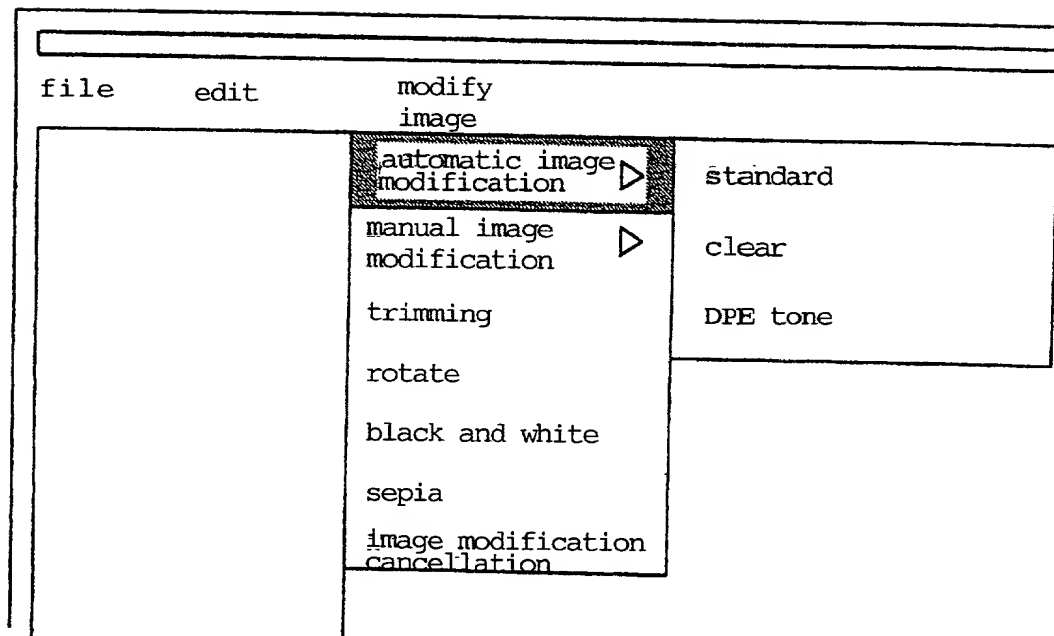 file edit modify
image
automatic image
modification
manual image
modification
trimming
rotate
black and white
sepia
image modification
cancellation
standard
clear
DPE tone